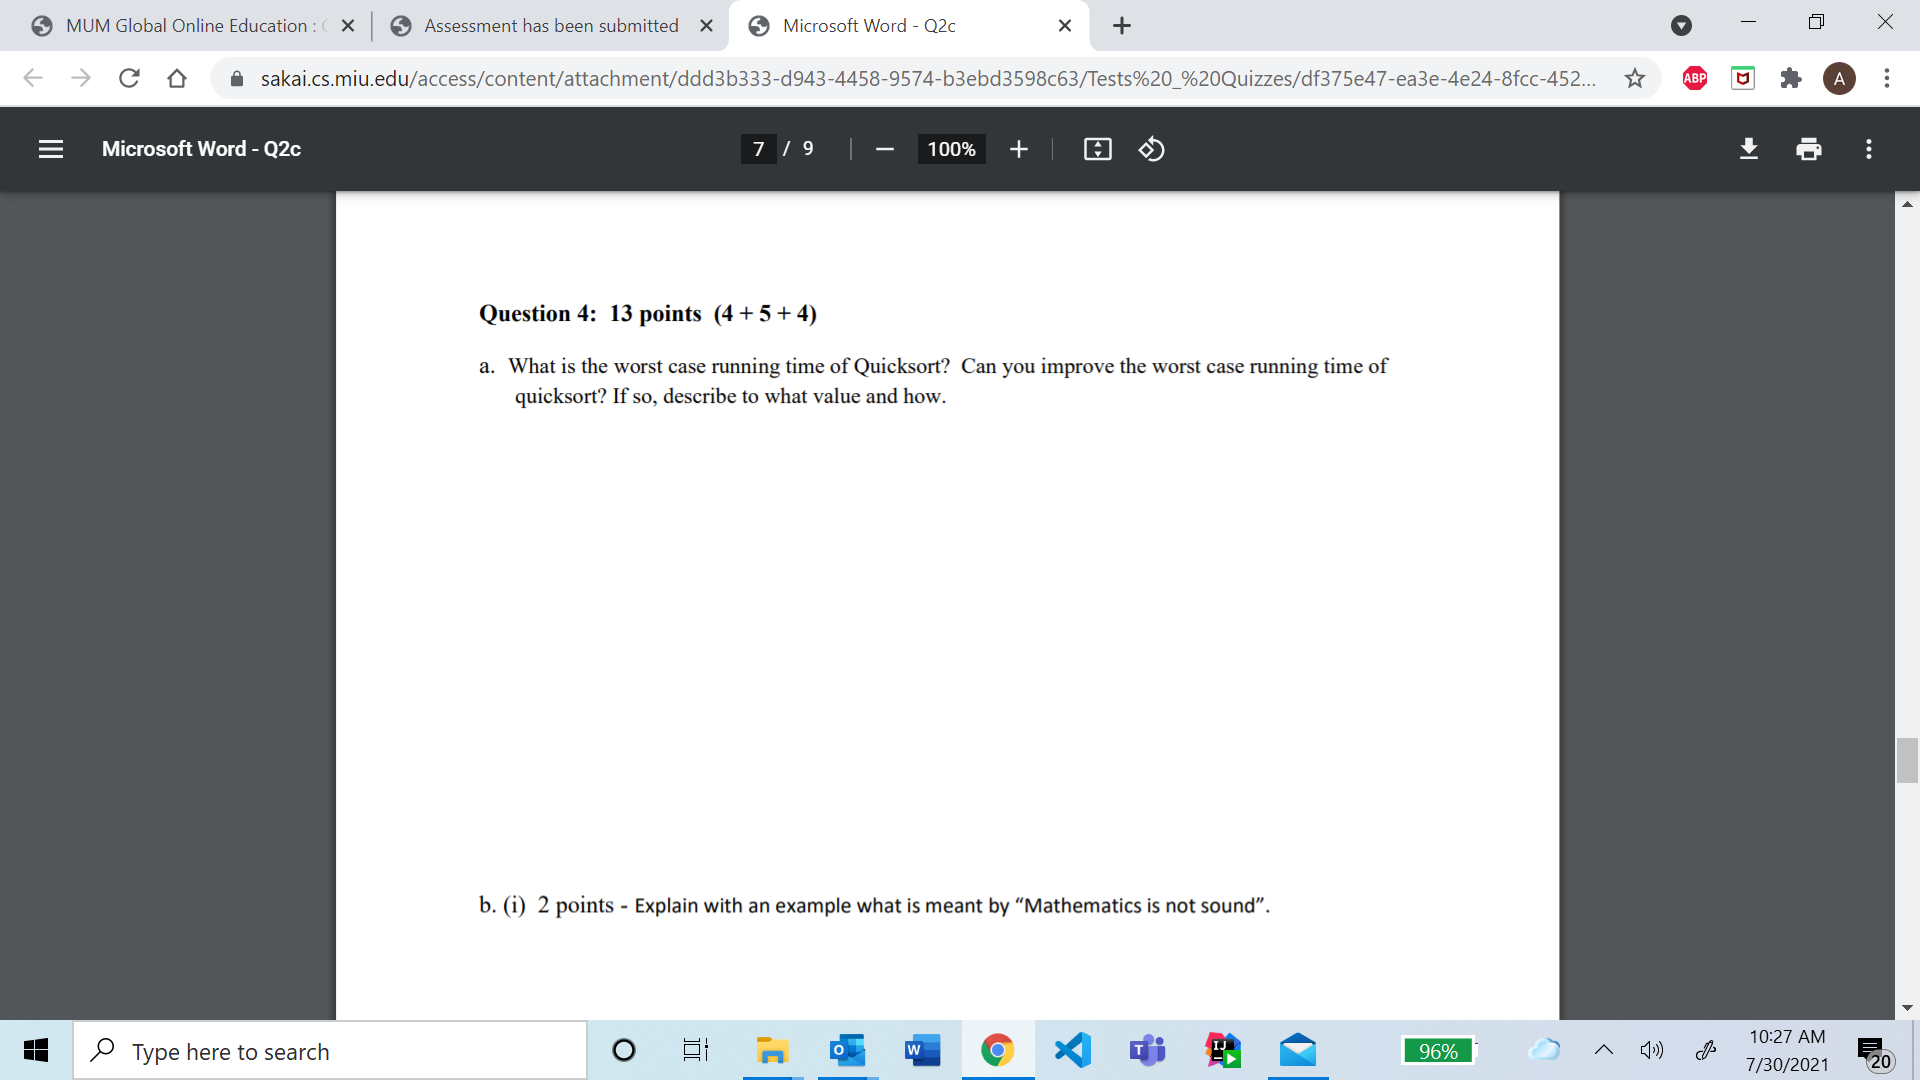 MUM Global Online Education :
Assessment has been submitted
Microsoft Word - Q2c
sakai.cs.miu.edu/access/content/attachment/ddd3b333-d943-4458-9574-b3ebd3598c63/Tests%20_%20Quizzes/df375e47-ea3e-4e24-8fcc-452...
ABP
A
Microsoft Word - Q2c
7 / 9
100%
Question 4: 13 points (4 + 5 + 4)
a. What is the worst case running time of Quicksort? Can you improve the worst case running time of
quicksort? If so, describe to what value and how.
b. (i) 2 points - Explain with an example what is meant by “Mathematics is not sound”.
Type here to search
96%
10:27 AM
7/30/2021
20